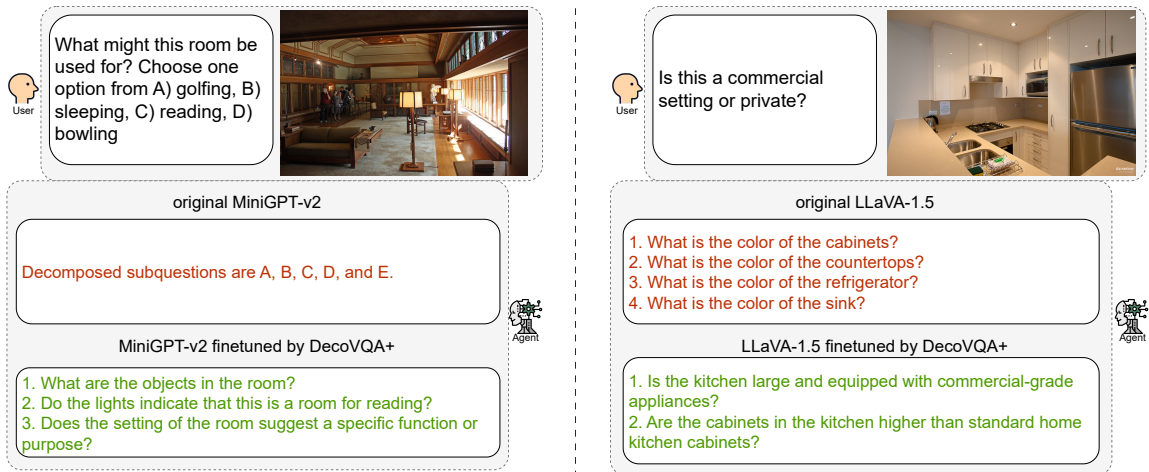 What might this room be
used for? Choose one
option from A) golfing, B)
sleeping, C) reading, D)
bowling
User
original MiniGPT-v2
Decomposed subquestions are A, B, C, D, and E.
Agent
MiniGPT-v2 finetuned by DecoVQA+
1. What are the objects in the room?
2. Do the lights indicate that this is a room for reading?
3. Does the setting of the room suggest a specific function or
purpose?
Is this a commercial
setting or private?
User
original LLaVA-1.5
1. What is the color of the cabinets?
2. What is the color of the countertops?
3. What is the color of the refrigerator?
4. What is the color of the sink?
Agent
LLaVA-1.5 finetuned by DecoVQA+
1. Is the kitchen large and equipped with commercial-grade
appliances?
2. Are the cabinets in the kitchen higher than standard home
kitchen cabinets?